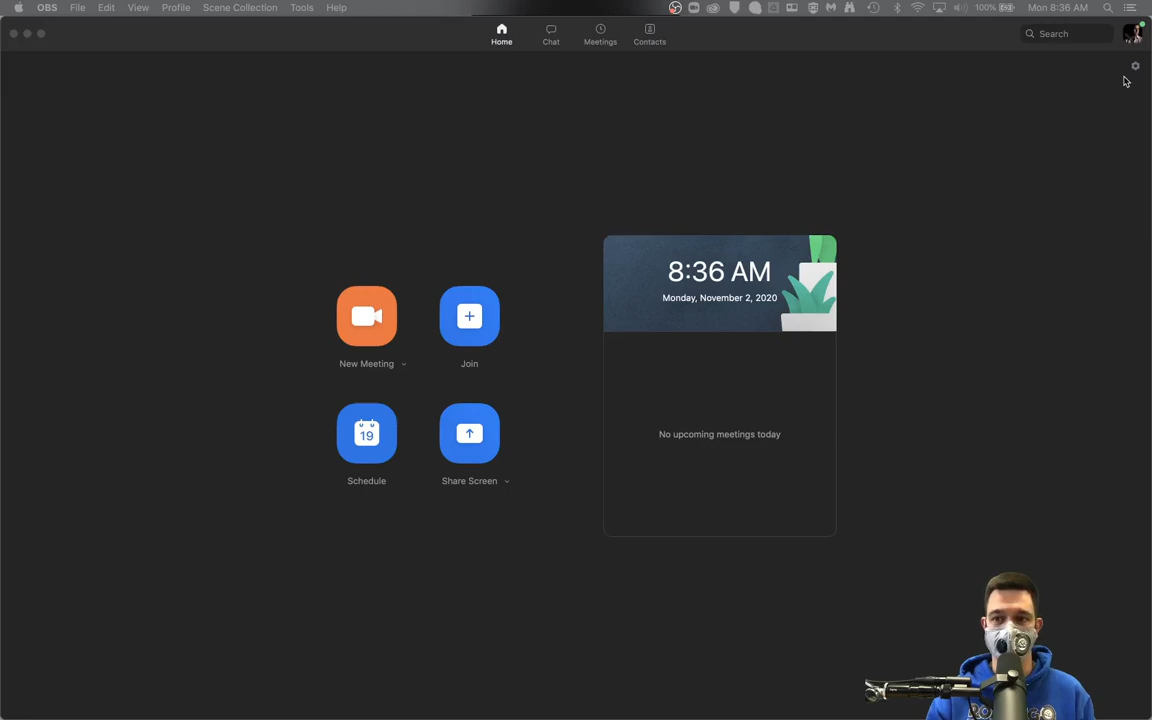 OBS File Edit View Profile Scene Collection Tools Help 100% Mon 8:36 AM
Home Chat Meetings Contacts Search
8:36 AM
Monday, November 2, 2020
New Meeting Join
19
No upcoming meetings today
Schedule Share Screen